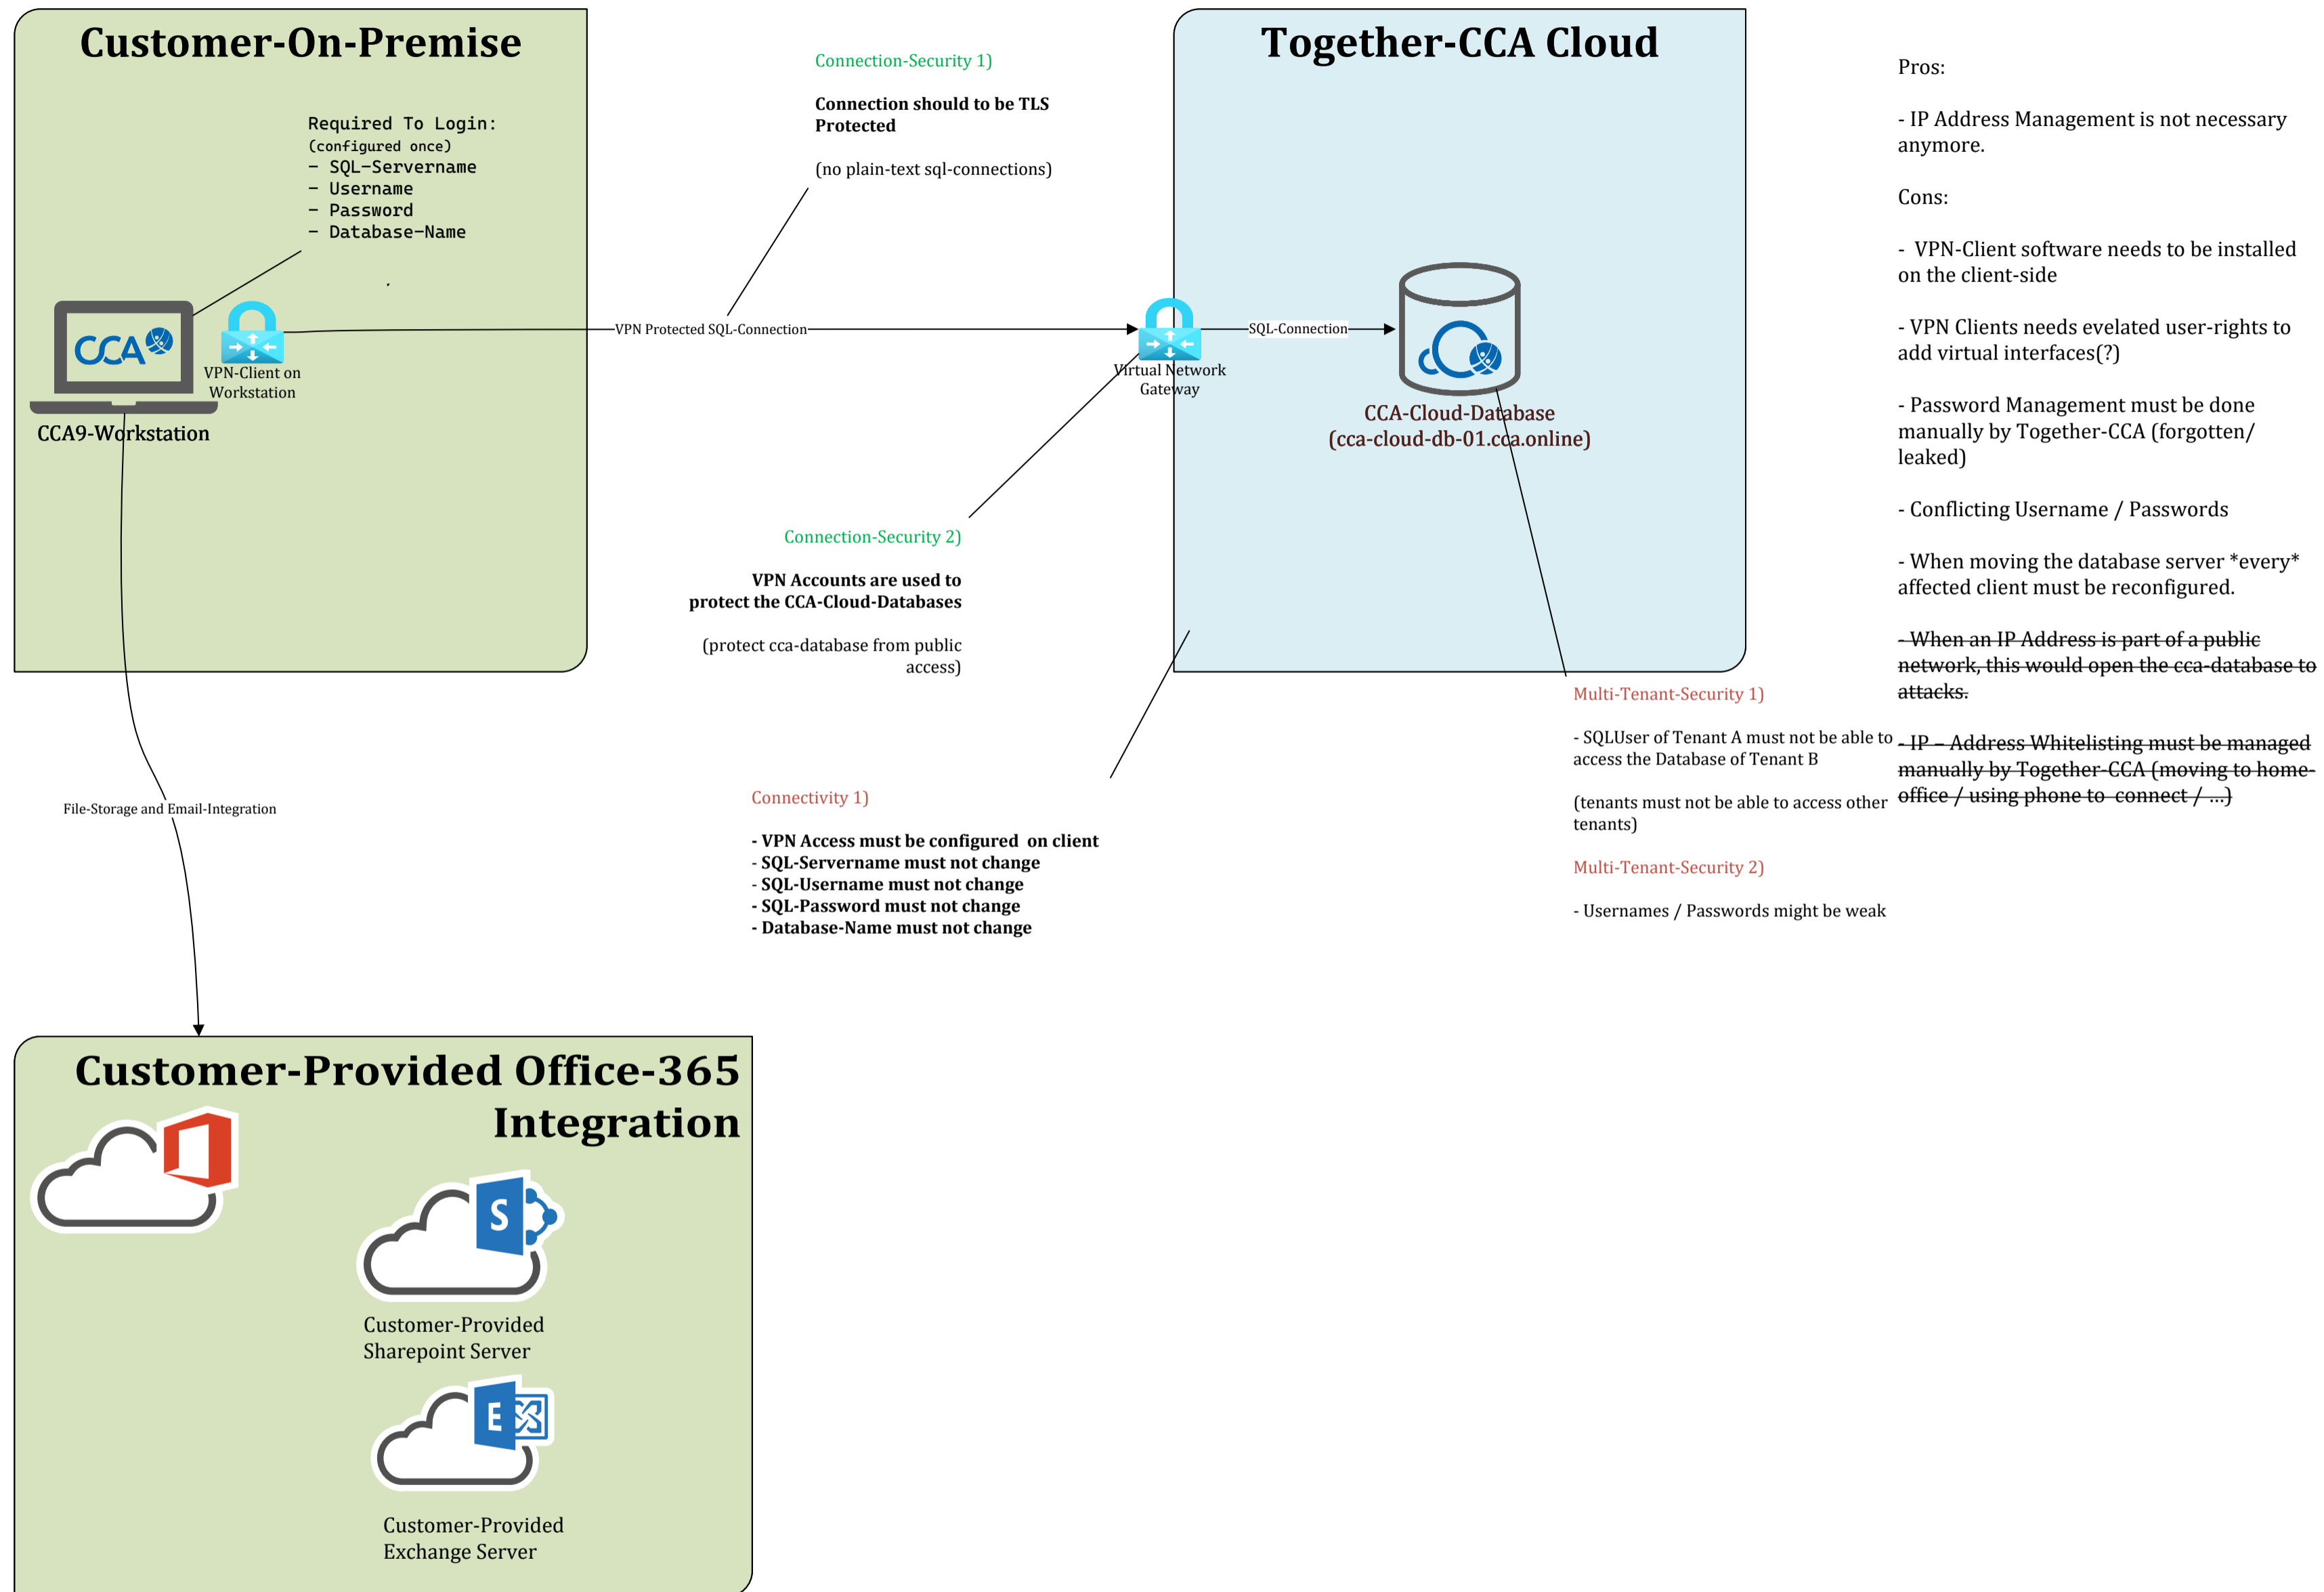 Customer-On-Premise
Required To Login:
(configured once)
- SQL-Servername
- Username
- Password
- Database-Name
.
CCA
VPN-Client on
Workstation
CCA9-Workstation
Connection-Security 1)
Connection should to be TLS
Protected
(no plain-text sql-connections)
VPN Protected SQL-Connection
Together-CCA Cloud
Virtual Network
Gateway
SQL-Connection
CCA-Cloud-Database
(cca-cloud-db-01.cca.online)
Connection-Security 2)
VPN Accounts are used to
protect the CCA-Cloud-Databases
(protect cca-database from public
access)
Connectivity 1)
- VPN Access must be configured  on client
- SQL-Servername must not change
- SQL-Username must not change
- SQL-Password must not change
- Database-Name must not change
Multi-Tenant-Security 1)
- SQLUser of Tenant A must not be able to
access the Database of Tenant B
(tenants must not be able to access other
tenants)
Multi-Tenant-Security 2)
- Usernames / Passwords might be weak
Pros:
- IP Address Management is not necessary
anymore.
Cons:
-  VPN-Client software needs to be installed
on the client-side
- VPN Clients needs evelated user-rights to
add virtual interfaces(?)
- Password Management must be done
manually by Together-CCA (forgotten/
leaked)
- Conflicting Username / Passwords
- When moving the database server *every*
affected client must be reconfigured.
- When an IP Address is part of a public
network, this would open the cca-database to
attacks.
- IP – Address Whitelisting must be managed
manually by Together-CCA (moving to home-
office / using phone to  connect / ...)
File-Storage and Email-Integration
Customer-Provided Office-365
Integration
S
Customer-Provided
Sharepoint Server
E
Customer-Provided
Exchange Server